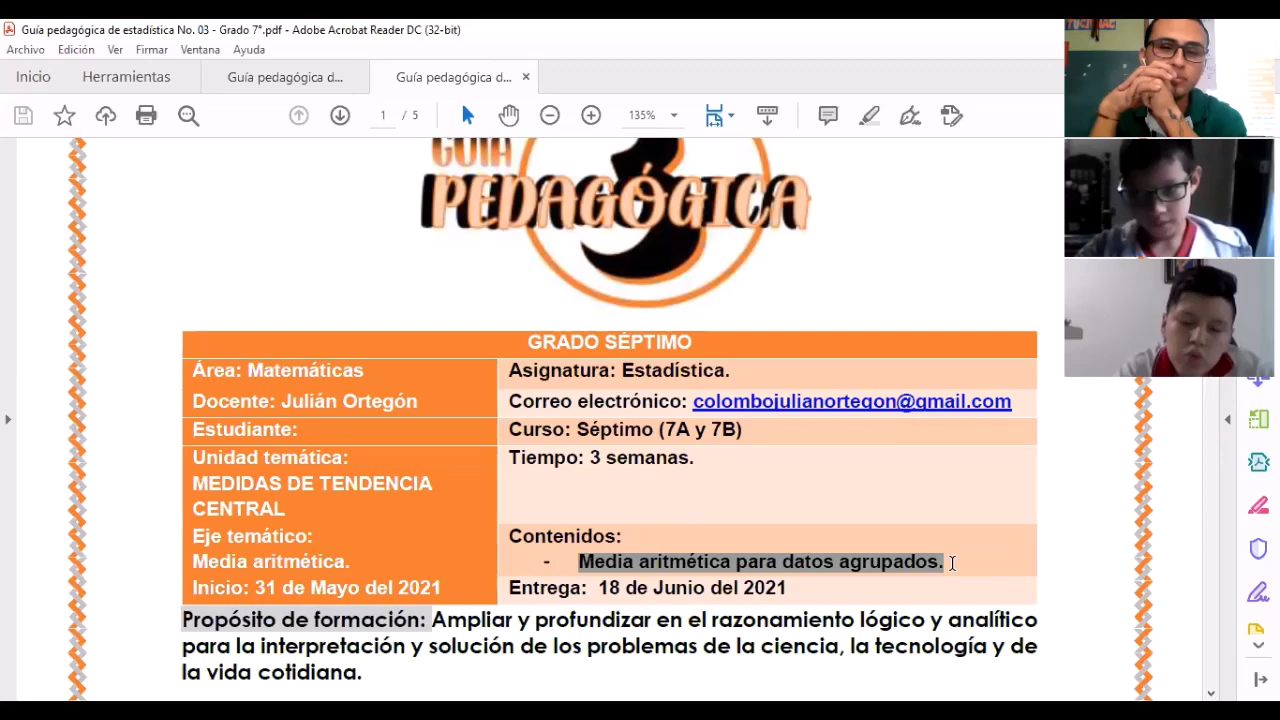 Guía pedagógica de estadística No. 03 - Grado 7°.pdf - Adobe Acrobat Reader DC (32-bit)
Archivo Edición Ver Firmar Ventana Ayuda
Inicio Herramientas Guía pedagógica d... Guía pedagógica d... ×
1 / 5 135%
GUÍA
PEDAGÓGICA
3
GRADO SÉPTIMO
Área: Matemáticas Asignatura: Estadística.
Docente: Julián Ortegón Correo electrónico: colombojulianortegon@gmail.com
Estudiante: Curso: Séptimo (7A y 7B)
Unidad temática: Tiempo: 3 semanas.
MEDIDAS DE TENDENCIA
CENTRAL
Eje temático: Contenidos:
Media aritmética. - Media aritmética para datos agrupados.
Inicio: 31 de Mayo del 2021 Entrega: 18 de Junio del 2021
Propósito de formación: Ampliar y profundizar en el razonamiento lógico y analítico
para la interpretación y solución de los problemas de la ciencia, la tecnología y de
la vida cotidiana.